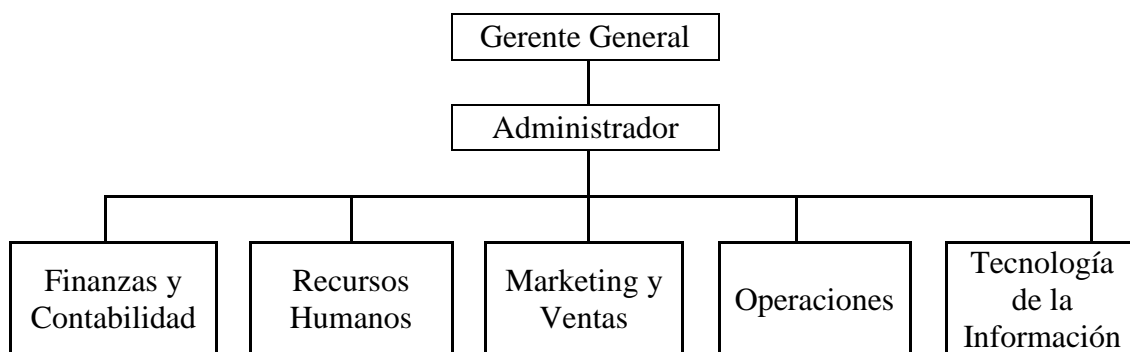 Gerente General
Administrador
Finanzas y
Contabilidad
Recursos
Humanos
Marketing y
Ventas
Operaciones
Tecnología
de la
Información